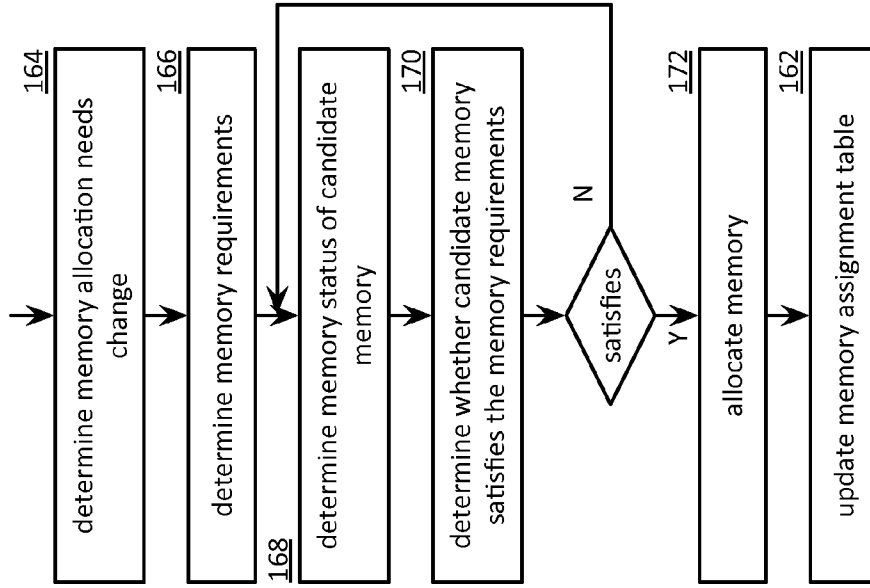 164
determine memory allocation needs
change
166
determine memory requirements
168
determine memory status of candidate
memory
170
determine whether candidate memory
satisfies the memory requirements
satisfies
N
Y
172
allocate memory
162
update memory assignment table